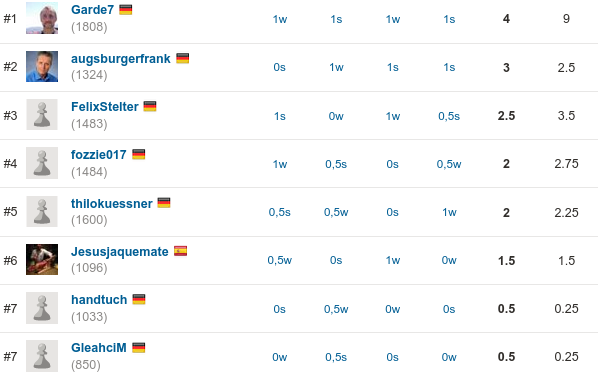 #1 Garde7 (1808) 1w 1s 1w 1s 4 9
#2 augsburgerfrank (1324) 0s 1w 1s 1s 3 2.5
#3 FelixStelter (1483) 1s 0w 1w 0,5s 2.5 3.5
#4 fozzie017 (1484) 1w 0,5s 0s 0,5w 2 2.75
#5 thilokuessner (1600) 0,5s 0,5w 0s 1w 2 2.25
#6 Jesusjaquemate (1096) 0,5w 0s 1w 0w 1.5 1.5
#7 handtuch (1033) 0s 0,5w 0w 0s 0.5 0.25
#7 GleahciM (850) 0w 0,5s 0s 0w 0.5 0.25